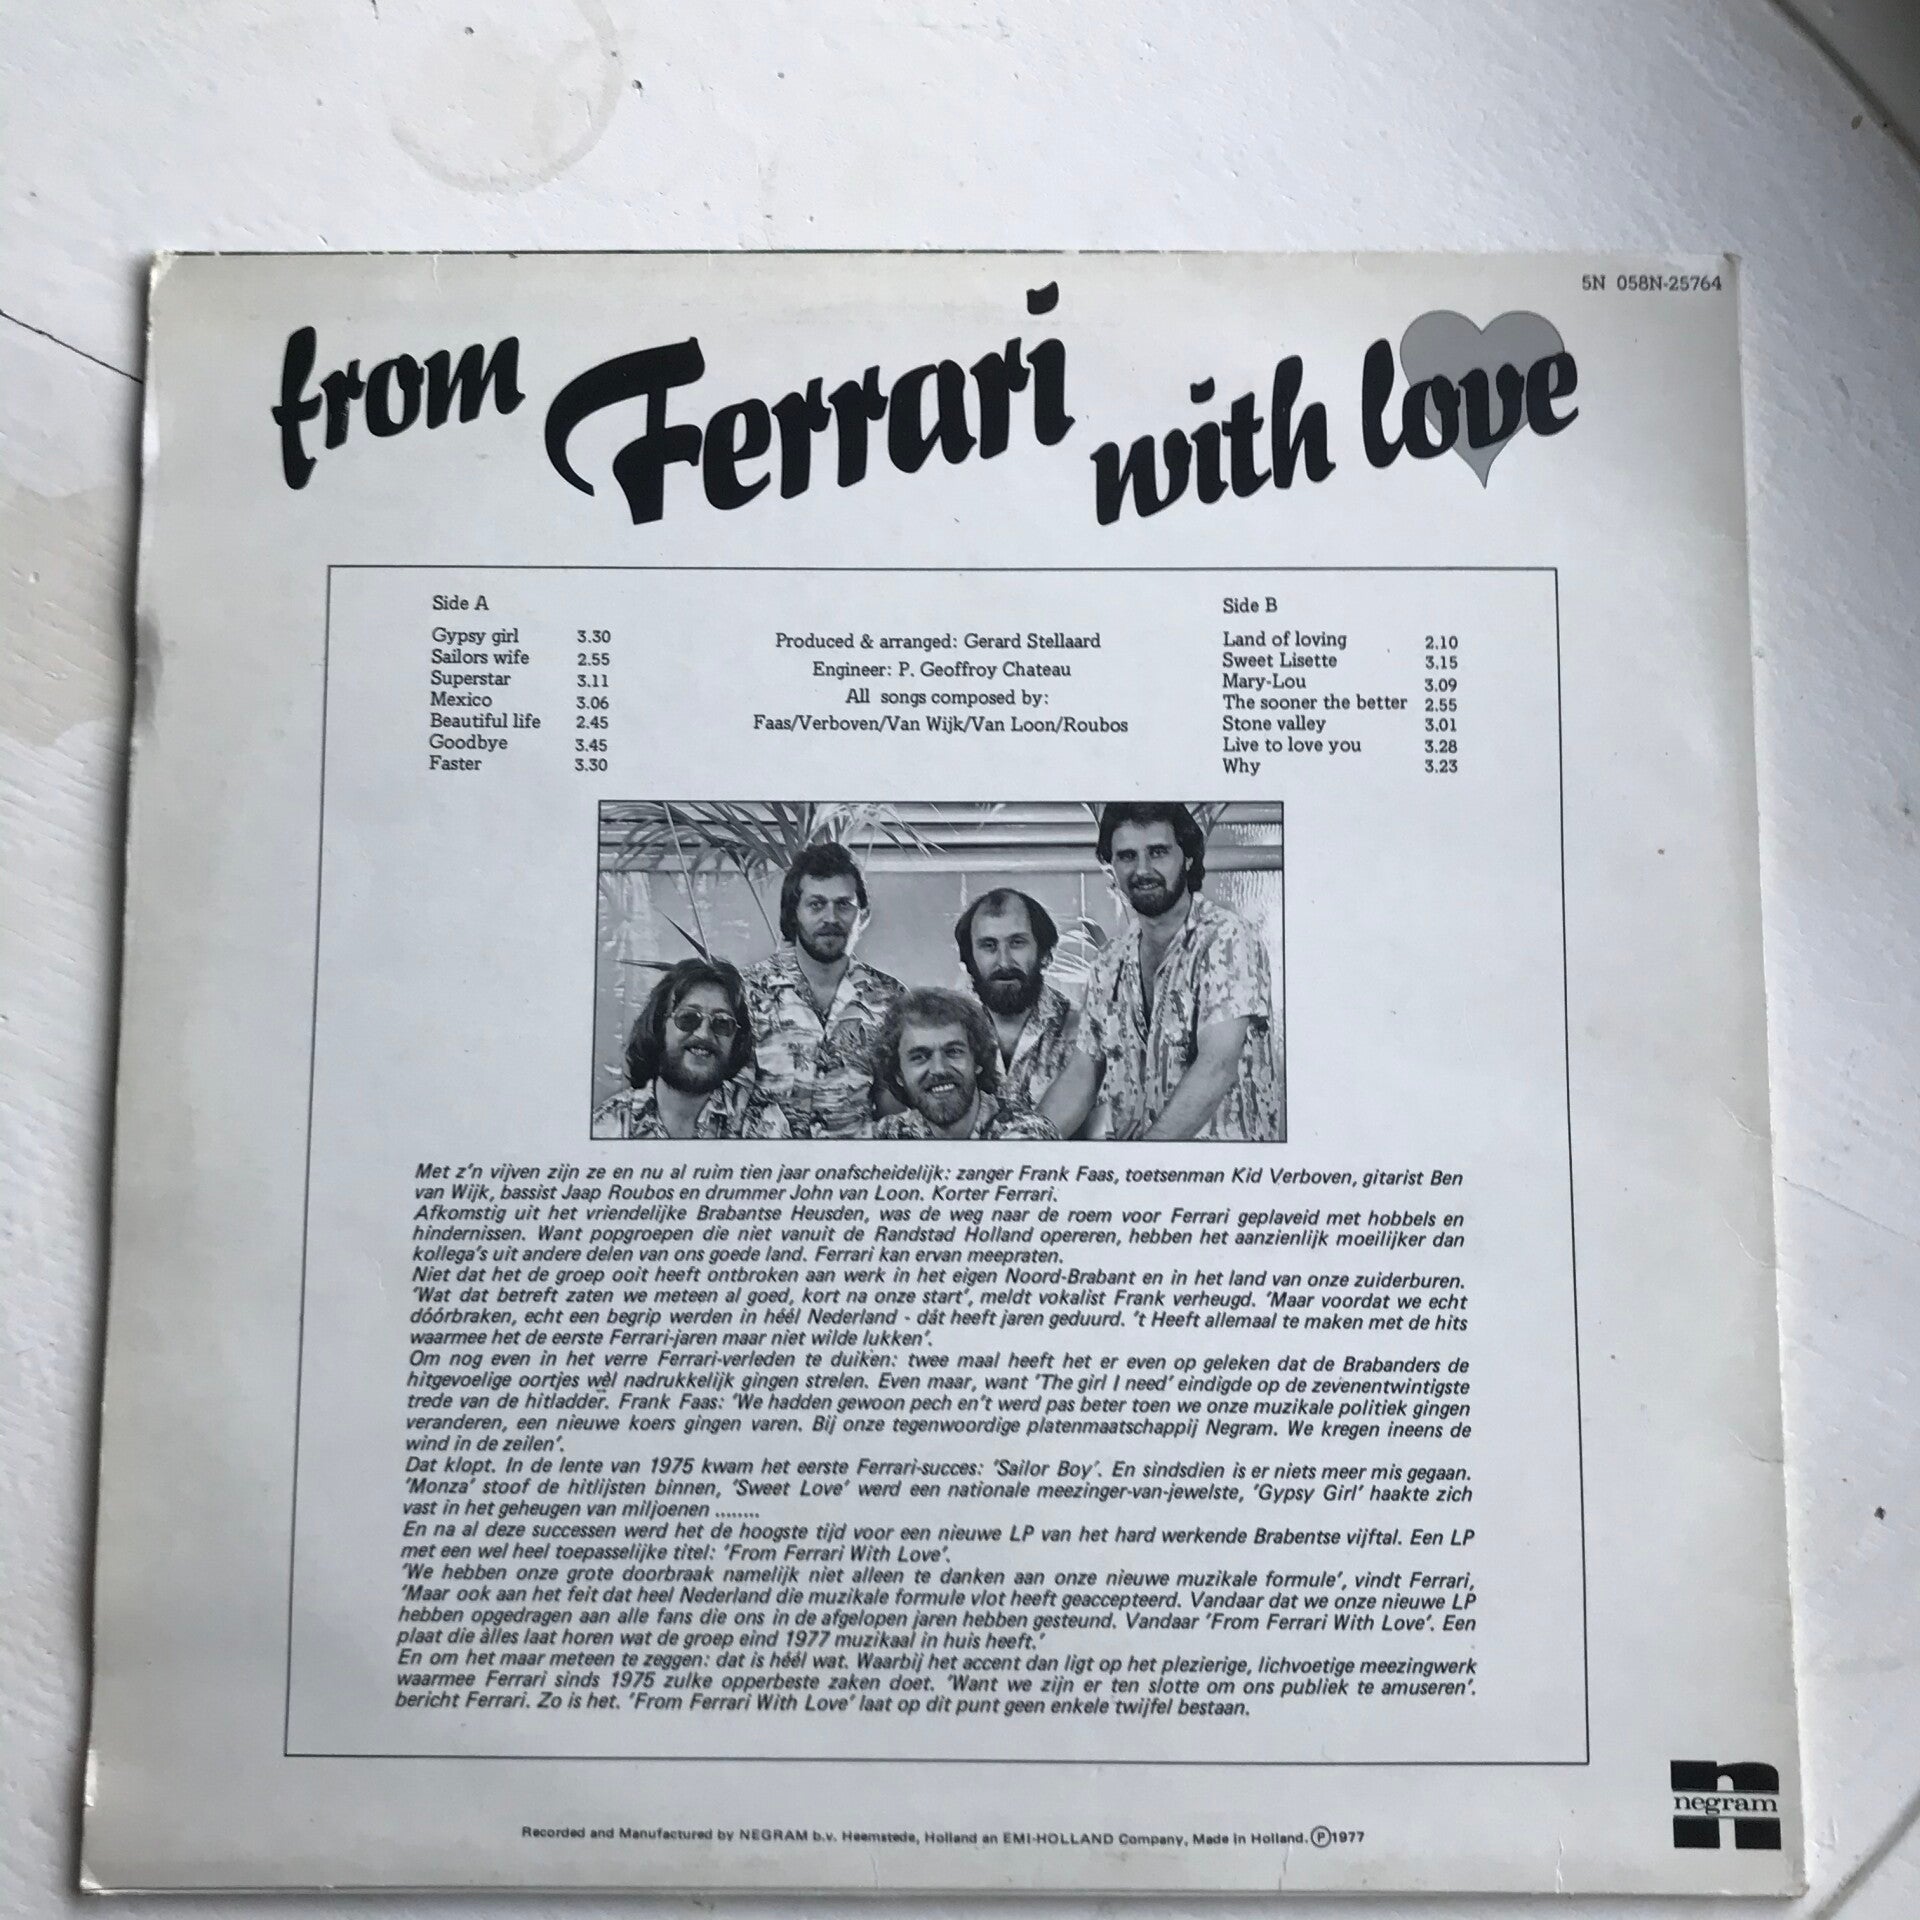 5N 058N-25764
from Ferrari with love
Side A
Gypsy girl 3.30
Sailors wife 2.55
Superstar 3.11
Mexico 3.06
Beautiful life 2.45
Goodbye 3.45
Faster 3.30
Produced & arranged: Gerard Stellaard
Engineer: P. Geoffroy Chateau
All songs composed by:
Faas/Verboven/Van Wijk/Van Loon/Roubos
Side B
Land of loving 2.10
Sweet Lisette 3.15
Mary-Lou 3.09
The sooner the better 2.55
Stone valley 3.01
Live to love you 3.28
Why 3.23
Met z'n vijven zijn ze en nu al ruim tien jaar onafscheidelijk: zanger Frank Faas, toetsenman Kid Verboven, gitarist Ben
van Wijk, bassist Jaap Roubos en drummer John van Loon. Korter Ferrari.
Afkomstig uit het vriendelijke Brabantse Heusden, was de weg naar de roem voor Ferrari geplaveid met hobbels en
hindernissen. Want popgroepen die niet vanuit de Randstad Holland opereren, hebben het aanzienlijk moeilijker dan
kollega's uit andere delen van ons goede land. Ferrari kan ervan meepraten.
Niet dat het de groep ooit heeft ontbroken aan werk in het eigen Noord-Brabant en in het land van onze zuiderburen.
'Wat dat betreft zaten we meteen al goed, kort na onze start', meldt vokalist Frank verheugd. 'Maar voordat we echt
dóórbraken, echt een begrip werden in héél Nederland - dát heeft jaren geduurd. 't Heeft allemaal te maken met de hits
waarmee het de eerste Ferrari-jaren maar niet wilde lukken'.
Om nog even in het verre Ferrari-verleden te duiken: twee maal heeft het er even op geleken dat de Brabanders de
hitgevoelige oortjes wèl nadrukkelijk gingen strelen. Even maar, want 'The girl I need' eindigde op de zevenentwintigste
trede van de hitladder. Frank Faas: 'We hadden gewoon pech en't werd pas beter toen we onze muzikale politiek gingen
veranderen, een nieuwe koers gingen varen. Bij onze tegenwoordige platenmaatschappij Negram. We kregen ineens de
wind in de zeilen'.
Dat klopt. In de lente van 1975 kwam het eerste Ferrari-succes: 'Sailor Boy'. En sindsdien is er niets meer mis gegaan.
'Monza' stoof de hitlijsten binnen, 'Sweet Love' werd een nationale meezinger-van-jewelste, 'Gypsy Girl' haakte zich
vast in het geheugen van miljoenen ........
En na al deze successen werd het de hoogste tijd voor een nieuwe LP van het hard werkende Brabentse vijftal. Een LP
met een wel heel toepasselijke titel: 'From Ferrari With Love'.
'We hebben onze grote doorbraak namelijk niet alleen te danken aan onze nieuwe muzikale formule', vindt Ferrari,
'Maar ook aan het feit dat heel Nederland die muzikale formule vlot heeft geaccepteerd. Vandaar dat we onze nieuwe LP
hebben opgedragen aan alle fans die ons in de afgelopen jaren hebben gesteund. Vandaar 'From Ferrari With Love'. Een
plaat die àlles laat horen wat de groep eind 1977 muzikaal in huis heeft.'
En om het maar meteen te zeggen: dat is héél wat. Waarbij het accent dan ligt op het plezierige, lichvoetige meezingwerk
waarmee Ferrari sinds 1975 zulke opperbeste zaken doet. 'Want we zijn er ten slotte om ons publiek te amuseren'.
bericht Ferrari. Zo is het. 'From Ferrari With Love' laat op dit punt geen enkele twijfel bestaan.
n
negram
Recorded and Manufactured by NEGRAM b.v. Heemstede, Holland an EMI-HOLLAND Company, Made in Holland. Ⓟ1977